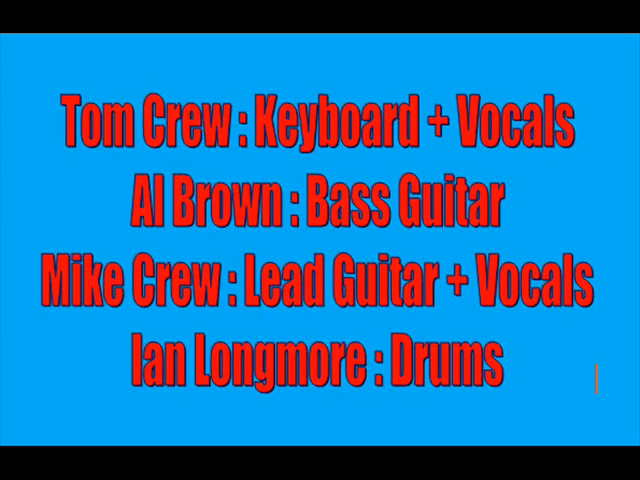 Tom Crew : Keyboard + Vocals
Al Brown : Bass Guitar
Mike Crew : Lead Guitar + Vocals
Ian Longmore : Drums